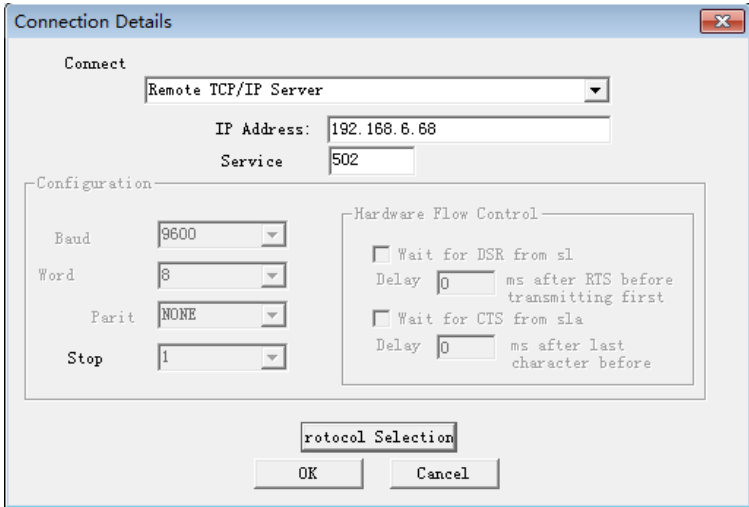 Connection Details
Connect
Remote TCP/IP Server
IP Address: 192.168.6.68
Service 502
Configuration
Baud 9600
Word 8
Parit NONE
Stop 1
Hardware Flow Control
Wait for DSR from sl
Delay 0 ms after RTS before
transmitting first
Wait for CTS from sla
Delay 0 ms after last
character before
rotocol Selection
OK Cancel